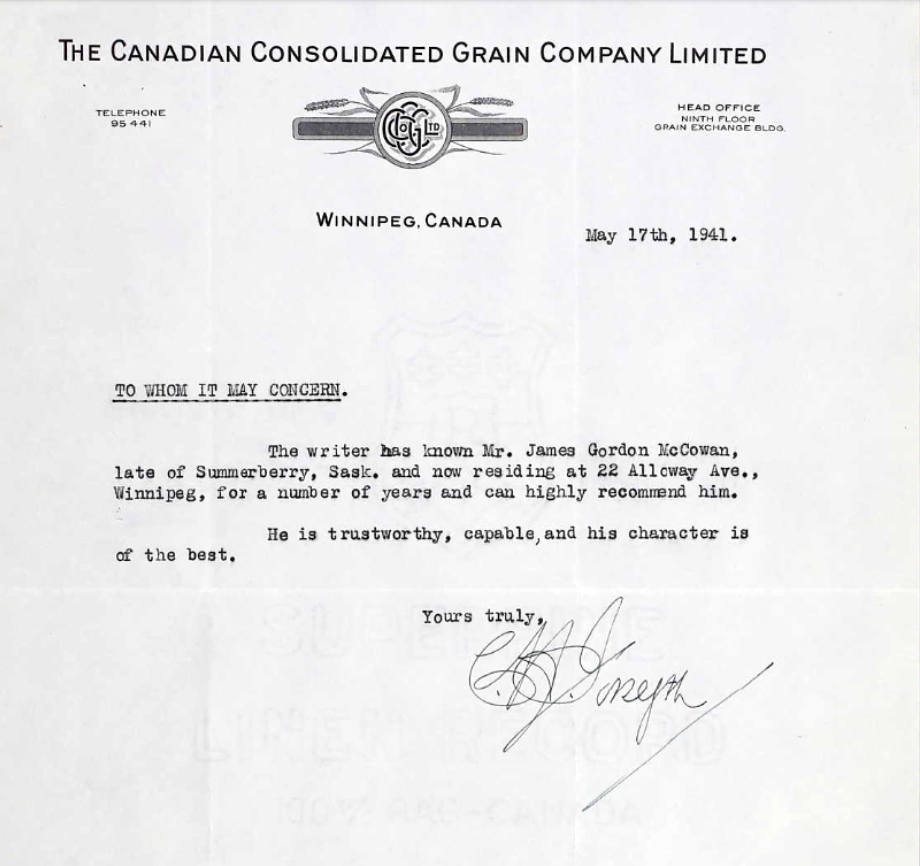 THE CANADIAN CONSOLIDATED GRAIN COMPANY LIMITED
TELEPHONE
95 441
HEAD OFFICE
NINTH FLOOR
GRAIN EXCHANGE BLDG.
WINNIPEG, CANADA
May 17th, 1941.
TO WHOM IT MAY CONCERN.
The writer has known Mr. James Gordon McCowan,
late of Summerberry, Sask. and now residing at 22 Alloway Ave.,
Winnipeg, for a number of years and can highly recommend him.
He is trustworthy, capable, and his character is
of the best.
Yours truly,
Forsyth